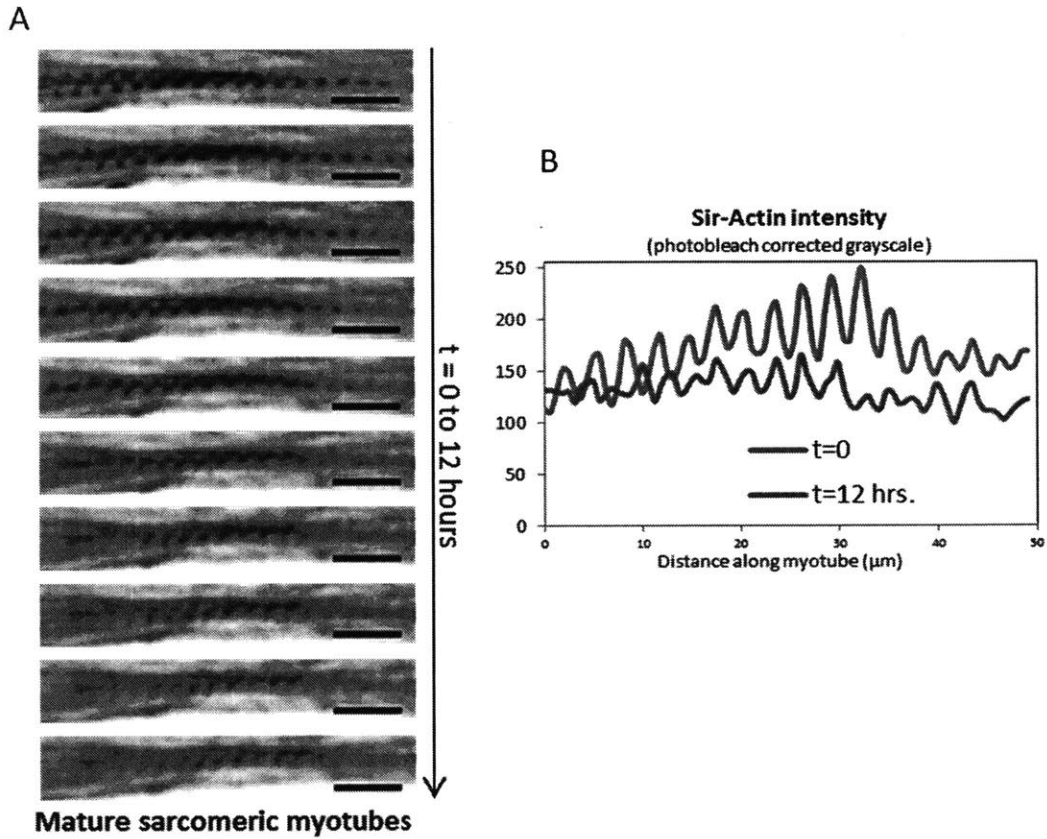 A
t = 0 to 12 hours
Mature sarcomeric myotubes
B
Sir-Actin intensity
(photobleach corrected grayscale)
250
200
150
100
50
0
t=0
t=12 hrs.
0 10 20 30 40 50
Distance along myotube (µm)